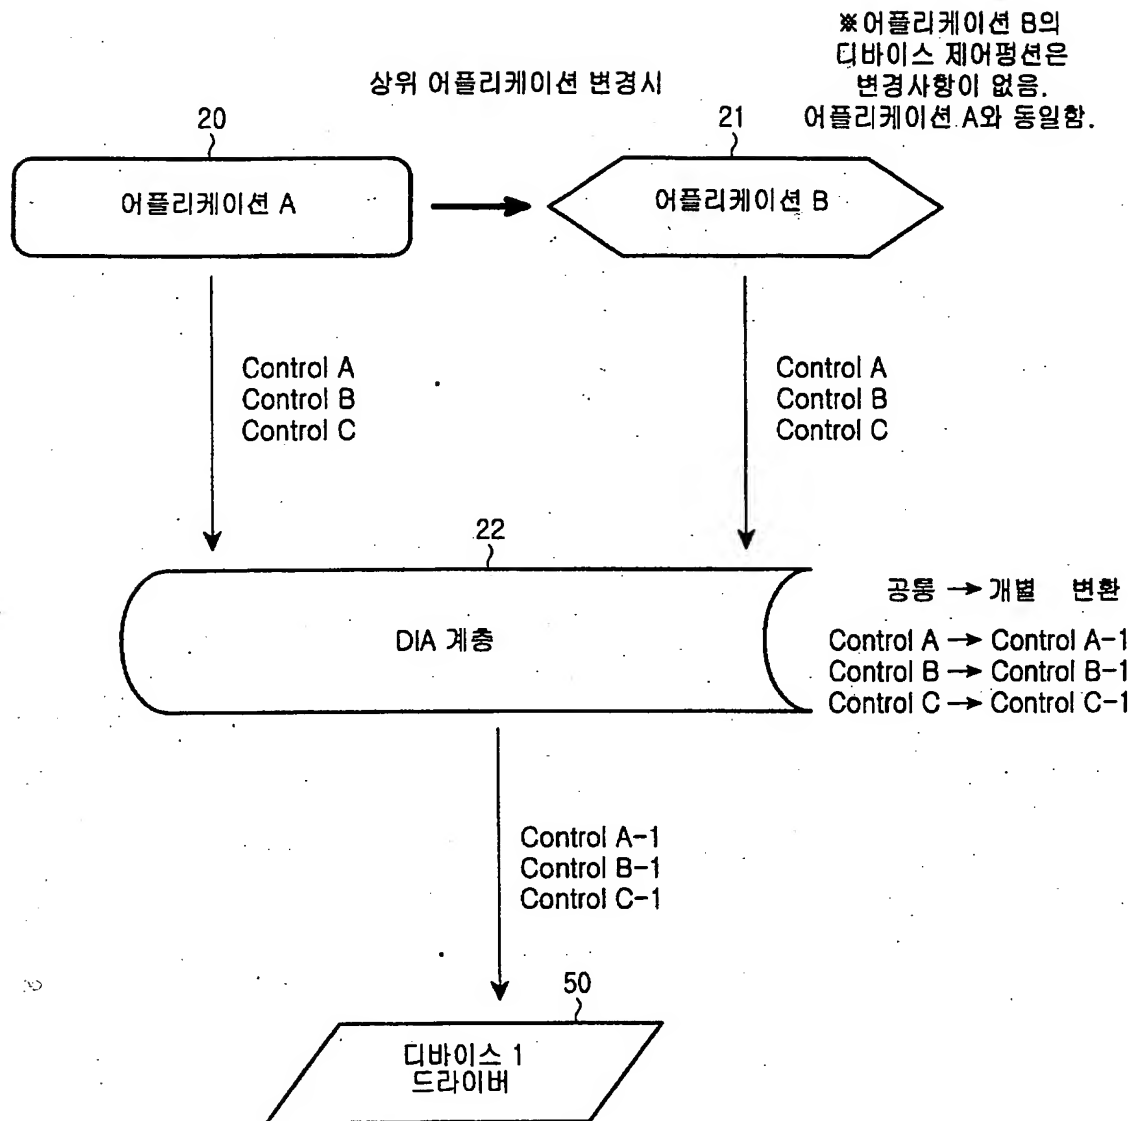 ※어플리케이션 B의
디바이스 제어펑션은
변경사항이 없음.
어플리케이션 A와 동일함.
상위 어플리케이션 변경시
20
21
어플리케이션 A
어플리케이션 B
Control A
Control B
Control C
Control A
Control B
Control C
22
DIA 계층
공통 → 개별 변환
Control A → Control A-1
Control B → Control B-1
Control C → Control C-1
Control A-1
Control B-1
Control C-1
50
디바이스 1
드라이버